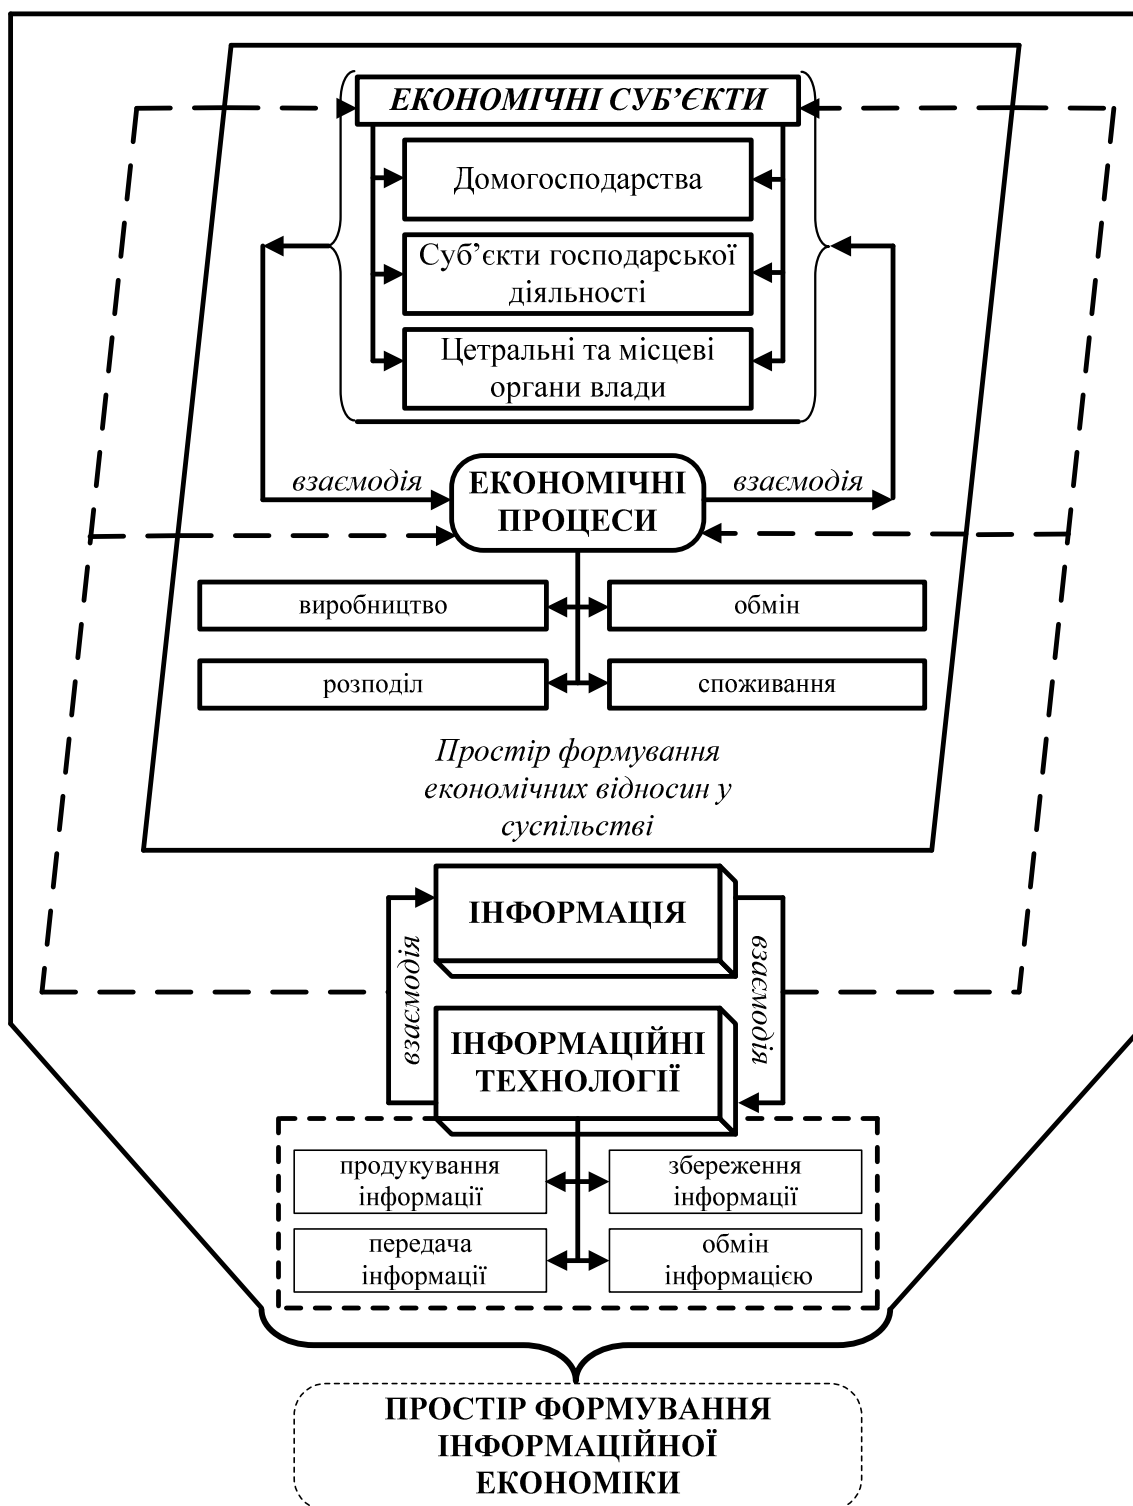 ЕКОНОМІЧНІ СУБ’ЄКТИ
Домогосподарства
Суб’єкти господарської
діяльності
Цетральні та місцеві
органи влади
взаємодія
ЕКОНОМІЧНІ
ПРОЦЕСИ
взаємодія
виробництво
обмін
розподіл
споживання
Простір формування
економічних відносин у
суспільстві
ІНФОРМАЦІЯ
взаємодія
взаємодія
ІНФОРМАЦІЙНІ
ТЕХНОЛОГІЇ
продукування
інформації
збереження
інформації
передача
інформації
обмін
інформацією
ПРОСТІР ФОРМУВАННЯ
ІНФОРМАЦІЙНОЇ
ЕКОНОМІКИ